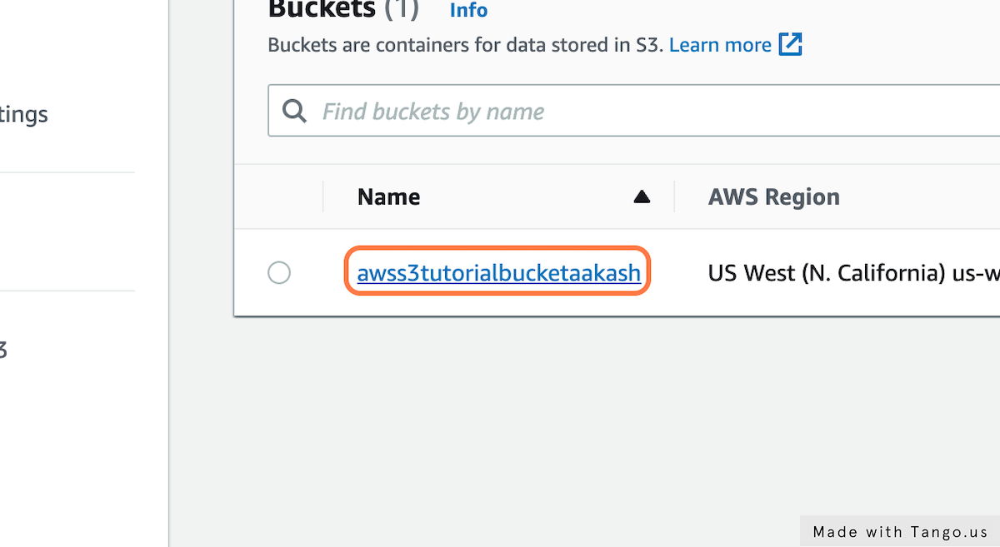 Buckets (1) Info
Buckets are containers for data stored in S3. Learn more
tings
Find buckets by name
Name AWS Region
awss3tutorialbucketaakash US West (N. California) us-w
3
Made with Tango.us